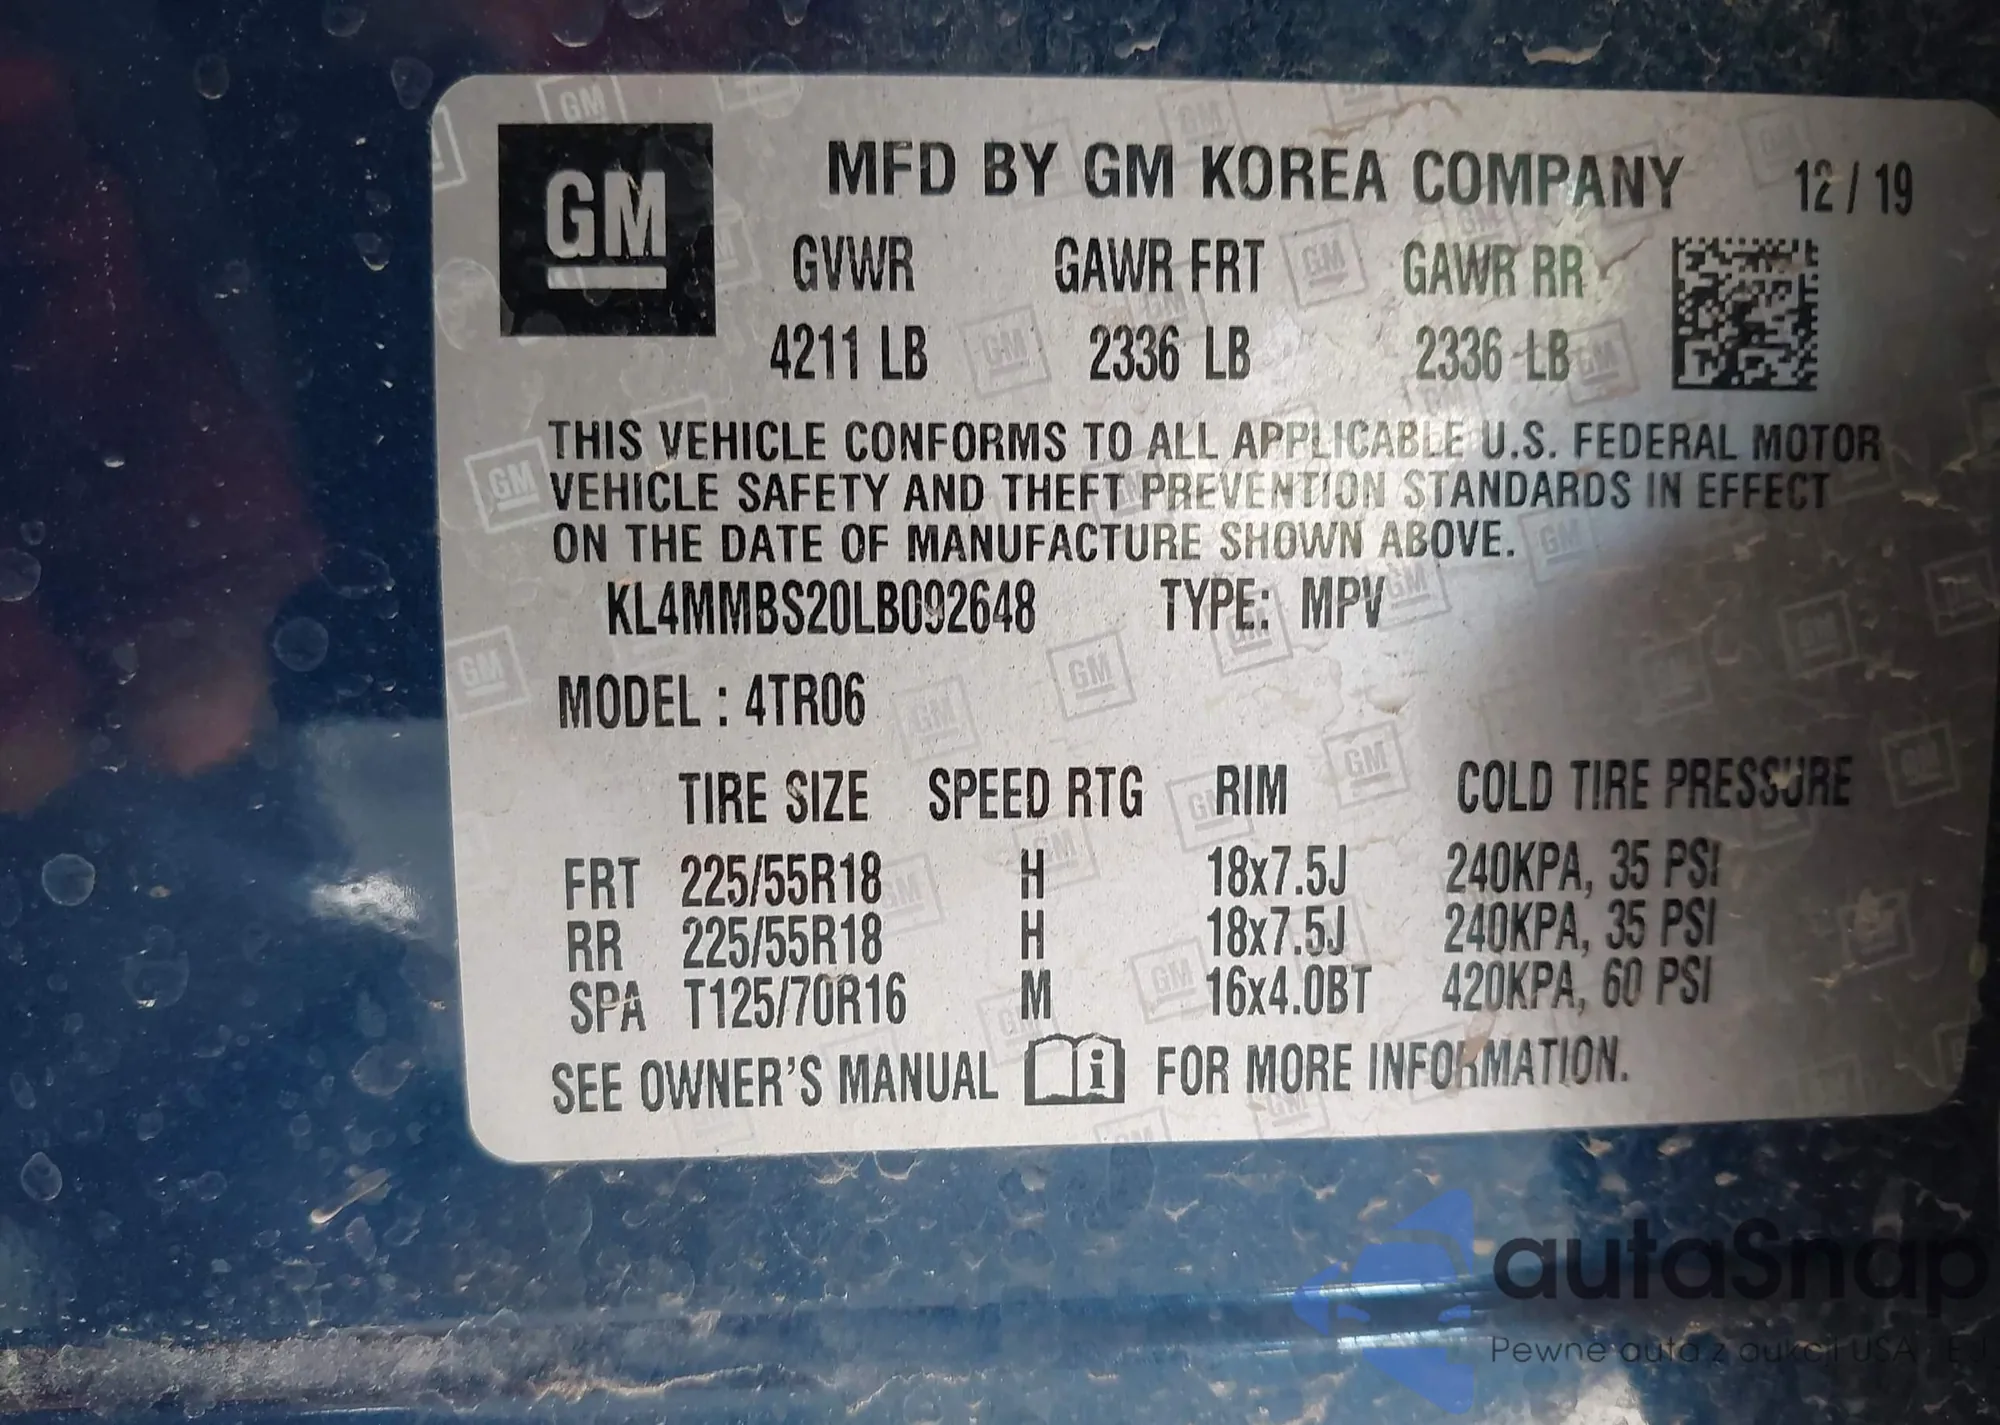 GM
MFD BY GM KOREA COMPANY 12 / 19
GVWR GAWR FRT GAWR RR
4211 LB 2336 LB 2336 LB
THIS VEHICLE CONFORMS TO ALL APPLICABLE U.S. FEDERAL MOTOR
VEHICLE SAFETY AND THEFT PREVENTION STANDARDS IN EFFECT
ON THE DATE OF MANUFACTURE SHOWN ABOVE.
KL4MMBS20LB092648 TYPE: MPV
MODEL : 4TR06
TIRE SIZE SPEED RTG RIM COLD TIRE PRESSURE
FRT 225/55R18 H 18x7.5J 240KPA, 35 PSI
RR 225/55R18 H 18x7.5J 240KPA, 35 PSI
SPA T125/70R16 M 16x4.0BT 420KPA, 60 PSI
SEE OWNER'S MANUAL i FOR MORE INFORMATION.
autaSnap
Pewne auta z aukcji USA